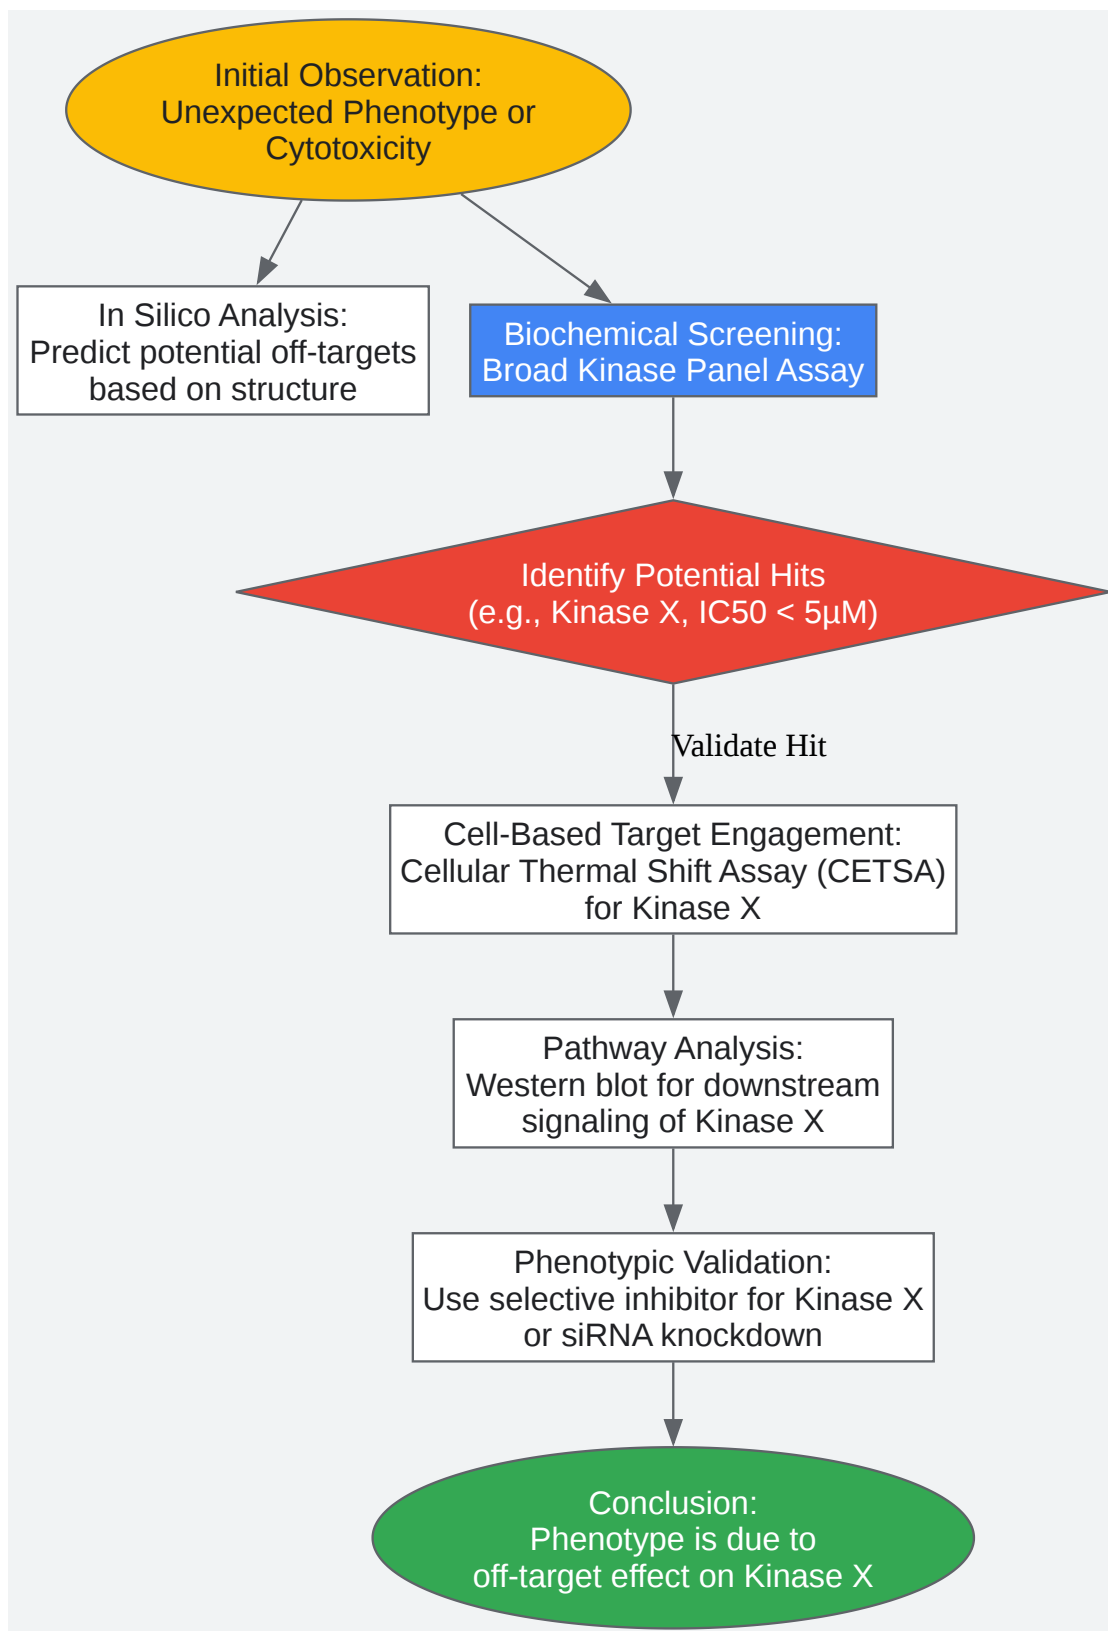 Initial Observation:
Unexpected Phenotype or
Cytotoxicity
In Silico Analysis:
Predict potential off-targets
based on structure
Biochemical Screening:
Broad Kinase Panel Assay
Identify Potential Hits
(e.g., Kinase X, IC50 < 5µM)
Validate Hit
Cell-Based Target Engagement:
Cellular Thermal Shift Assay (CETSA)
for Kinase X
Pathway Analysis:
Western blot for downstream
signaling of Kinase X
Phenotypic Validation:
Use selective inhibitor for Kinase X
or siRNA knockdown
Conclusion:
Phenotype is due to
off-target effect on Kinase X